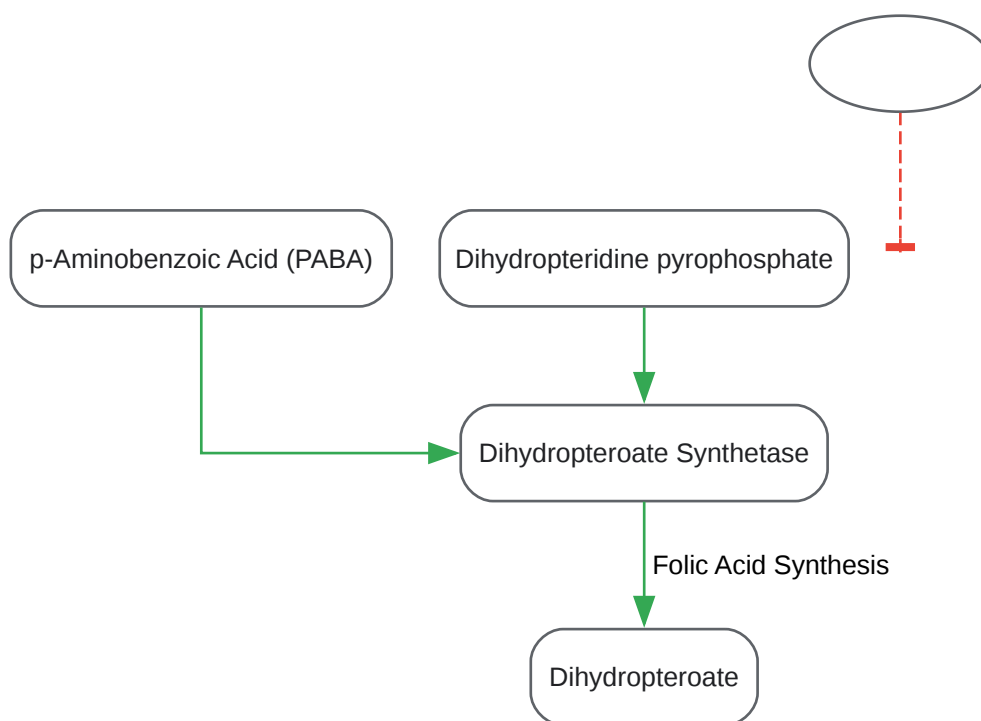 p-Aminobenzoic Acid (PABA)
Dihydropteridine pyrophosphate
Dihydropteroate Synthetase
Folic Acid Synthesis
Dihydropteroate